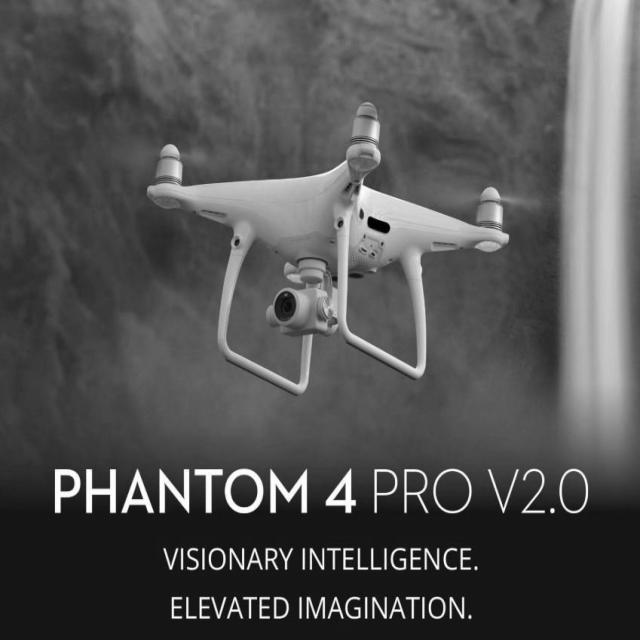 PHANTOM 4 PRO V2.0
VISIONARY INTELLIGENCE.
ELEVATED IMAGINATION.